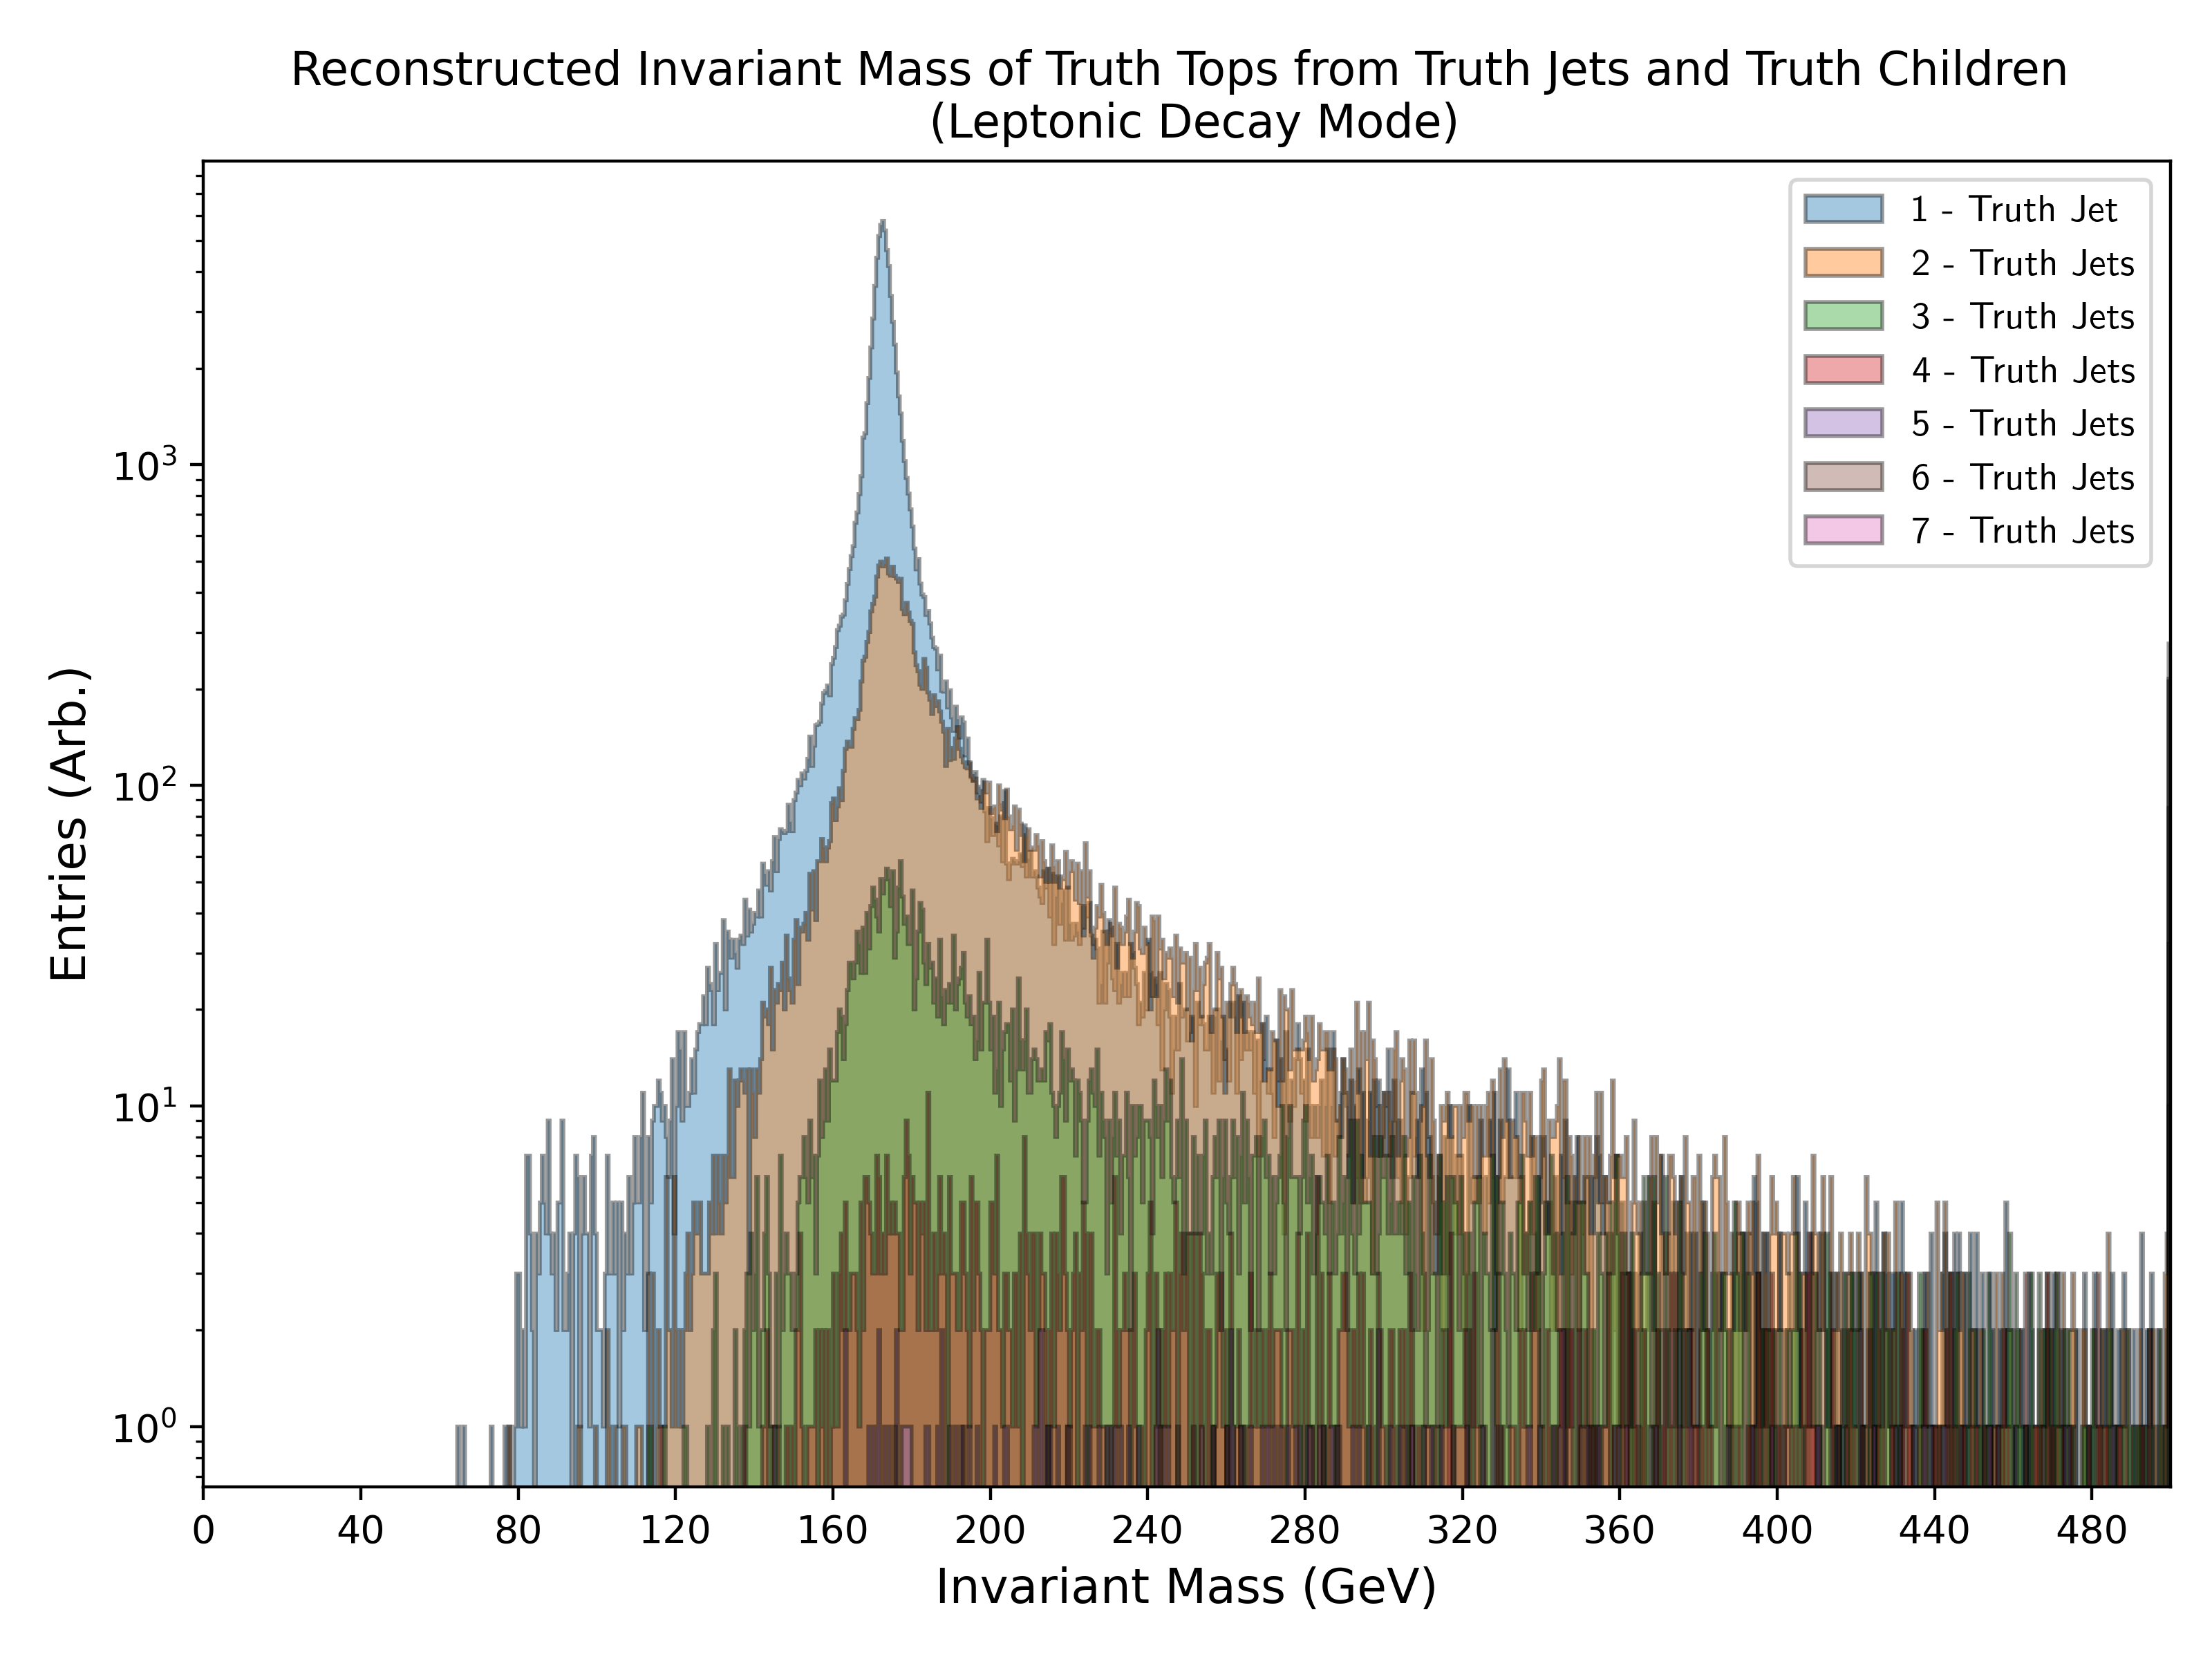 Reconstructed Invariant Mass of Truth Tops from Truth Jets and Truth Children
(Leptonic Decay Mode)
1 - Truth Jet
2 - Truth Jets
3 - Truth Jets
4 - Truth Jets
5 - Truth Jets
6 - Truth Jets
7 - Truth Jets
Entries (Arb.)
10³
10²
10¹
10⁰
0 40 80 120 160 200 240 280 320 360 400 440 480
Invariant Mass (GeV)